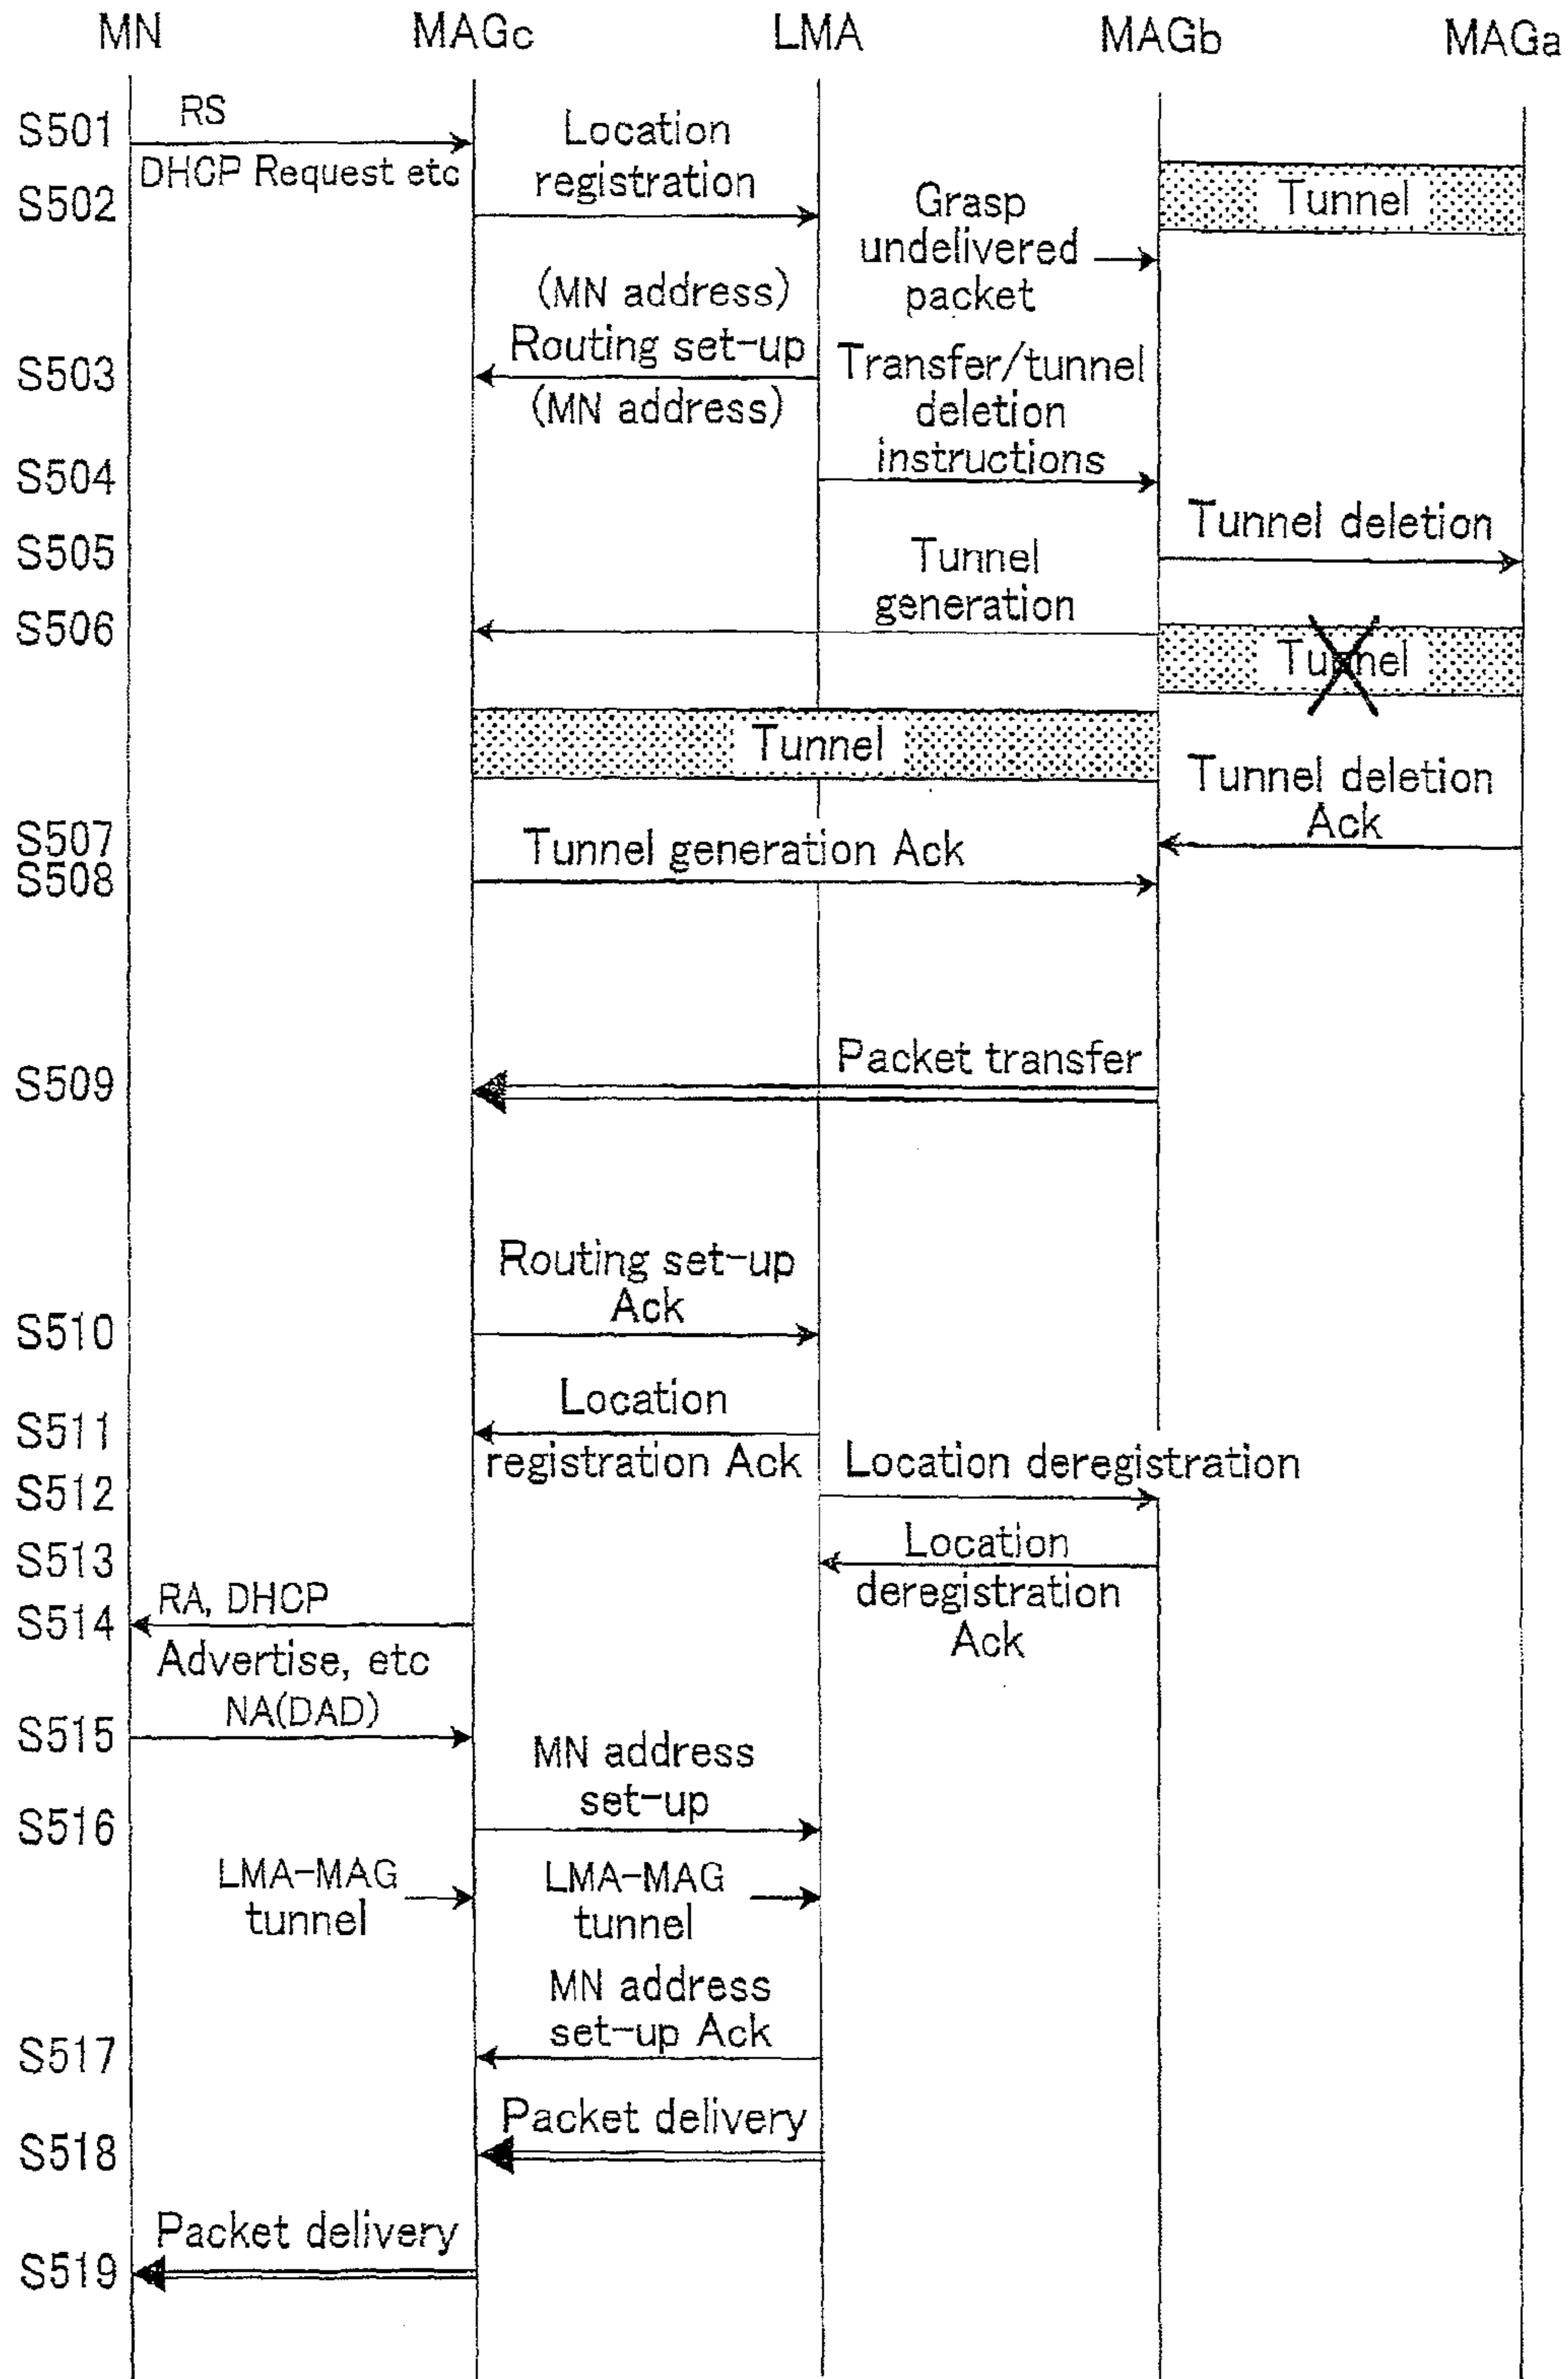 MN MAGc LMA MAGb MAGa
S501 RS
DHCP Request etc
Location
registration
(MN address)
S502
Tunnel
Grasp
undelivered
packet
S503 Routing set-up
(MN address)
Transfer/tunnel
deletion
instructions
S504
S505 Tunnel deletion
Tunnel
generation
S506
Tunnel
Tunnel
Tunnel deletion
Ack
S507
S508 Tunnel generation Ack
S509 Packet transfer
Routing set-up
Ack
S510
Location
S511
registration Ack
Location deregistration
S512
S513 Location
deregistration
Ack
S514 RA, DHCP
Advertise, etc
S515 NA(DAD)
MN address
set-up
S516
LMA-MAG
tunnel
LMA-MAG
tunnel
MN address
set-up Ack
S517
Packet delivery
S518
Packet delivery
S519